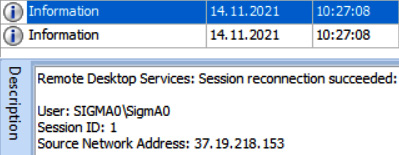 Information 14.11.2021 10:27:08
Information 14.11.2021 10:27:08
Description
Remote Desktop Services: Session reconnection succeeded:
User: SIGMA0\SigmA0
Session ID: 1
Source Network Address: 37.19.218.153